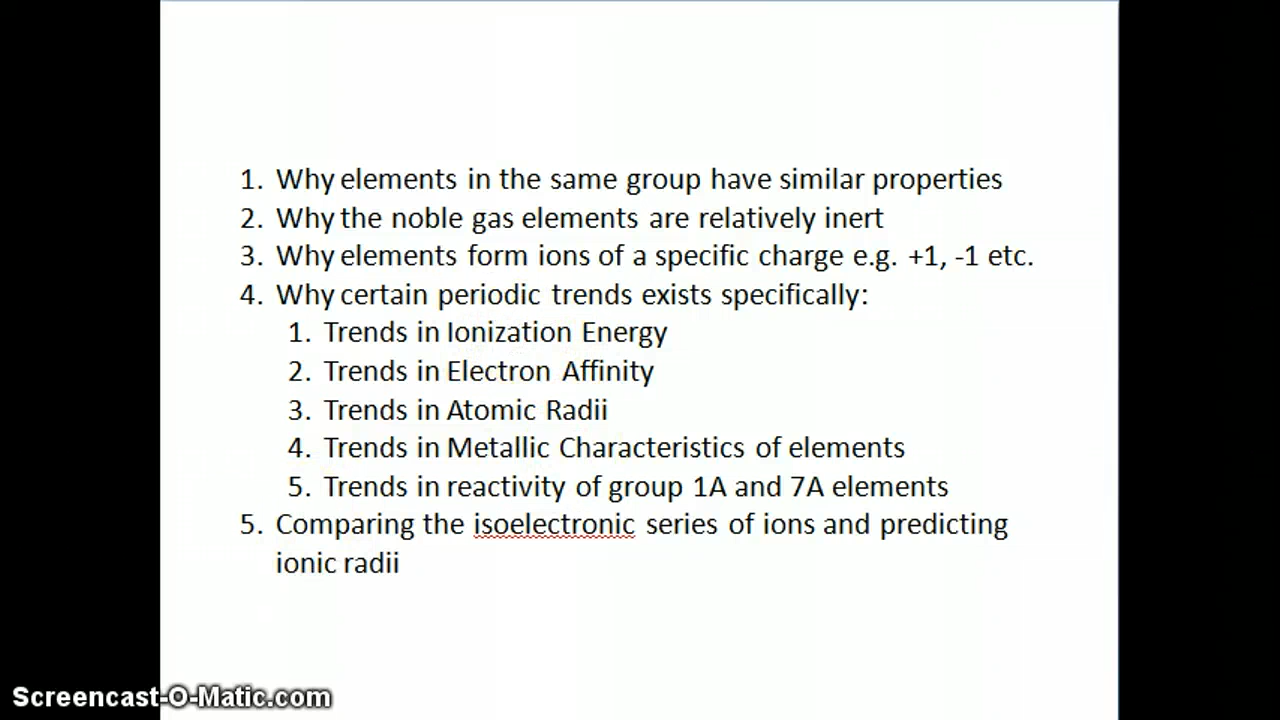 1. Why elements in the same group have similar properties
2. Why the noble gas elements are relatively inert
3. Why elements form ions of a specific charge e.g. +1, -1 etc.
4. Why certain periodic trends exists specifically:
1. Trends in Ionization Energy
2. Trends in Electron Affinity
3. Trends in Atomic Radii
4. Trends in Metallic Characteristics of elements
5. Trends in reactivity of group 1A and 7A elements
5. Comparing the isoelectronic series of ions and predicting
ionic radii
Screencast-O-Matic.com